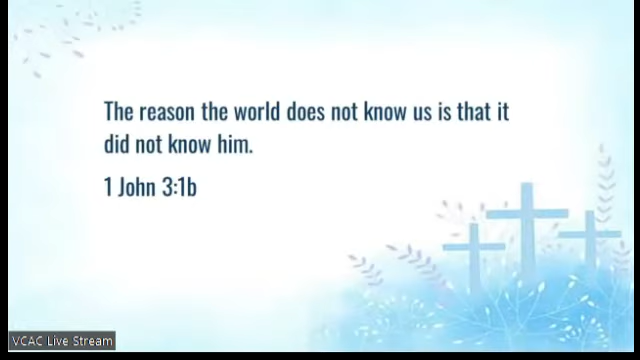 The reason the world does not know us is that it
did not know him.
1 John 3:1b
VCAC Live Stream